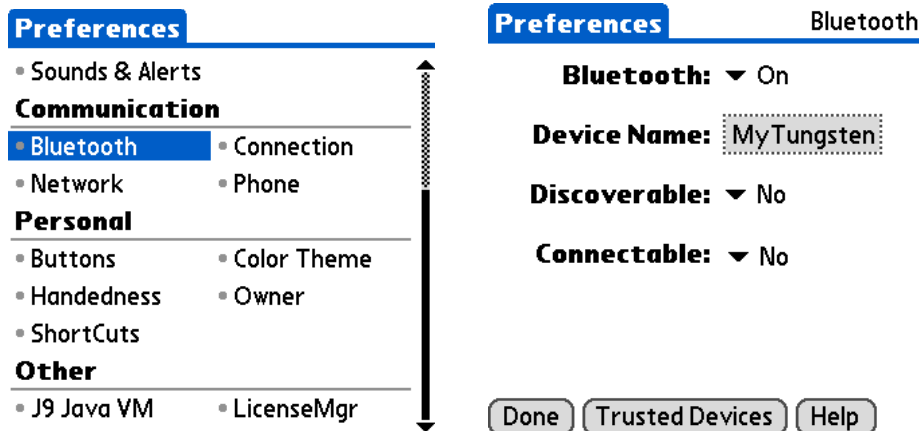 Preferences
Sounds & Alerts
Communication
Bluetooth Connection
Network Phone
Personal
Buttons Color Theme
Handedness Owner
ShortCuts
Other
J9 Java VM LicenseMgr
Preferences Bluetooth
Bluetooth: On
Device Name: MyTungsten
Discoverable: No
Connectable: No
Done Trusted Devices Help